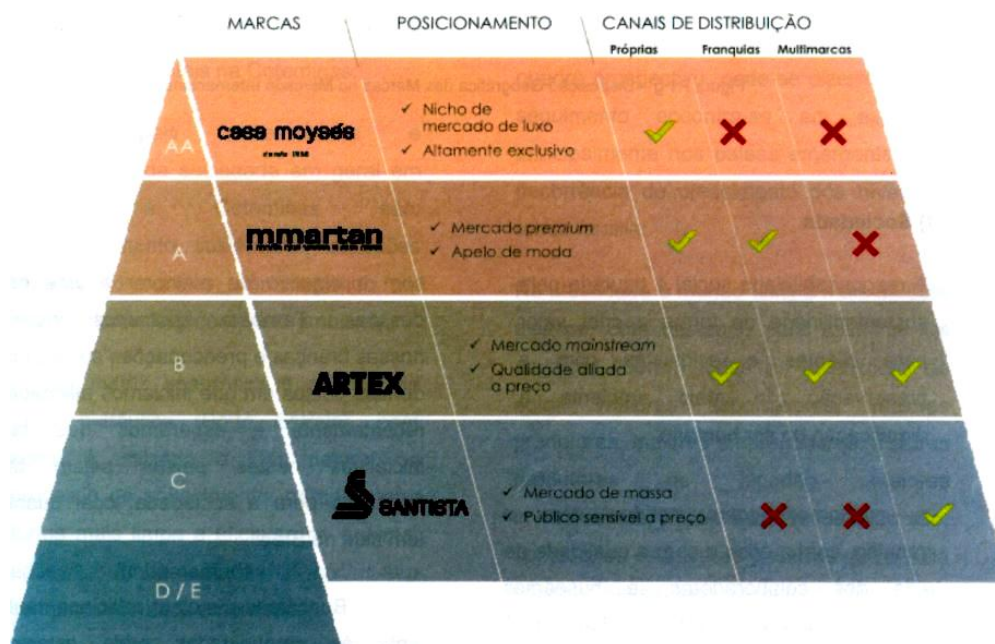 MARCAS
POSICIONAMENTO
CANAIS DE DISTRIBUIÇÃO
Próprias
Franquias
Multimarcas
AA
casa moysés
✓ Nicho de
mercado de luxo
✓ Altamente exclusivo
A
mmartan
✓ Mercado premium
✓ Apelo de moda
B
ARTEX
✓ Mercado mainstream
✓ Qualidade aliada
a preço
C
SANTISTA
✓ Mercado de massa
✓ Público sensível a preço
D / E